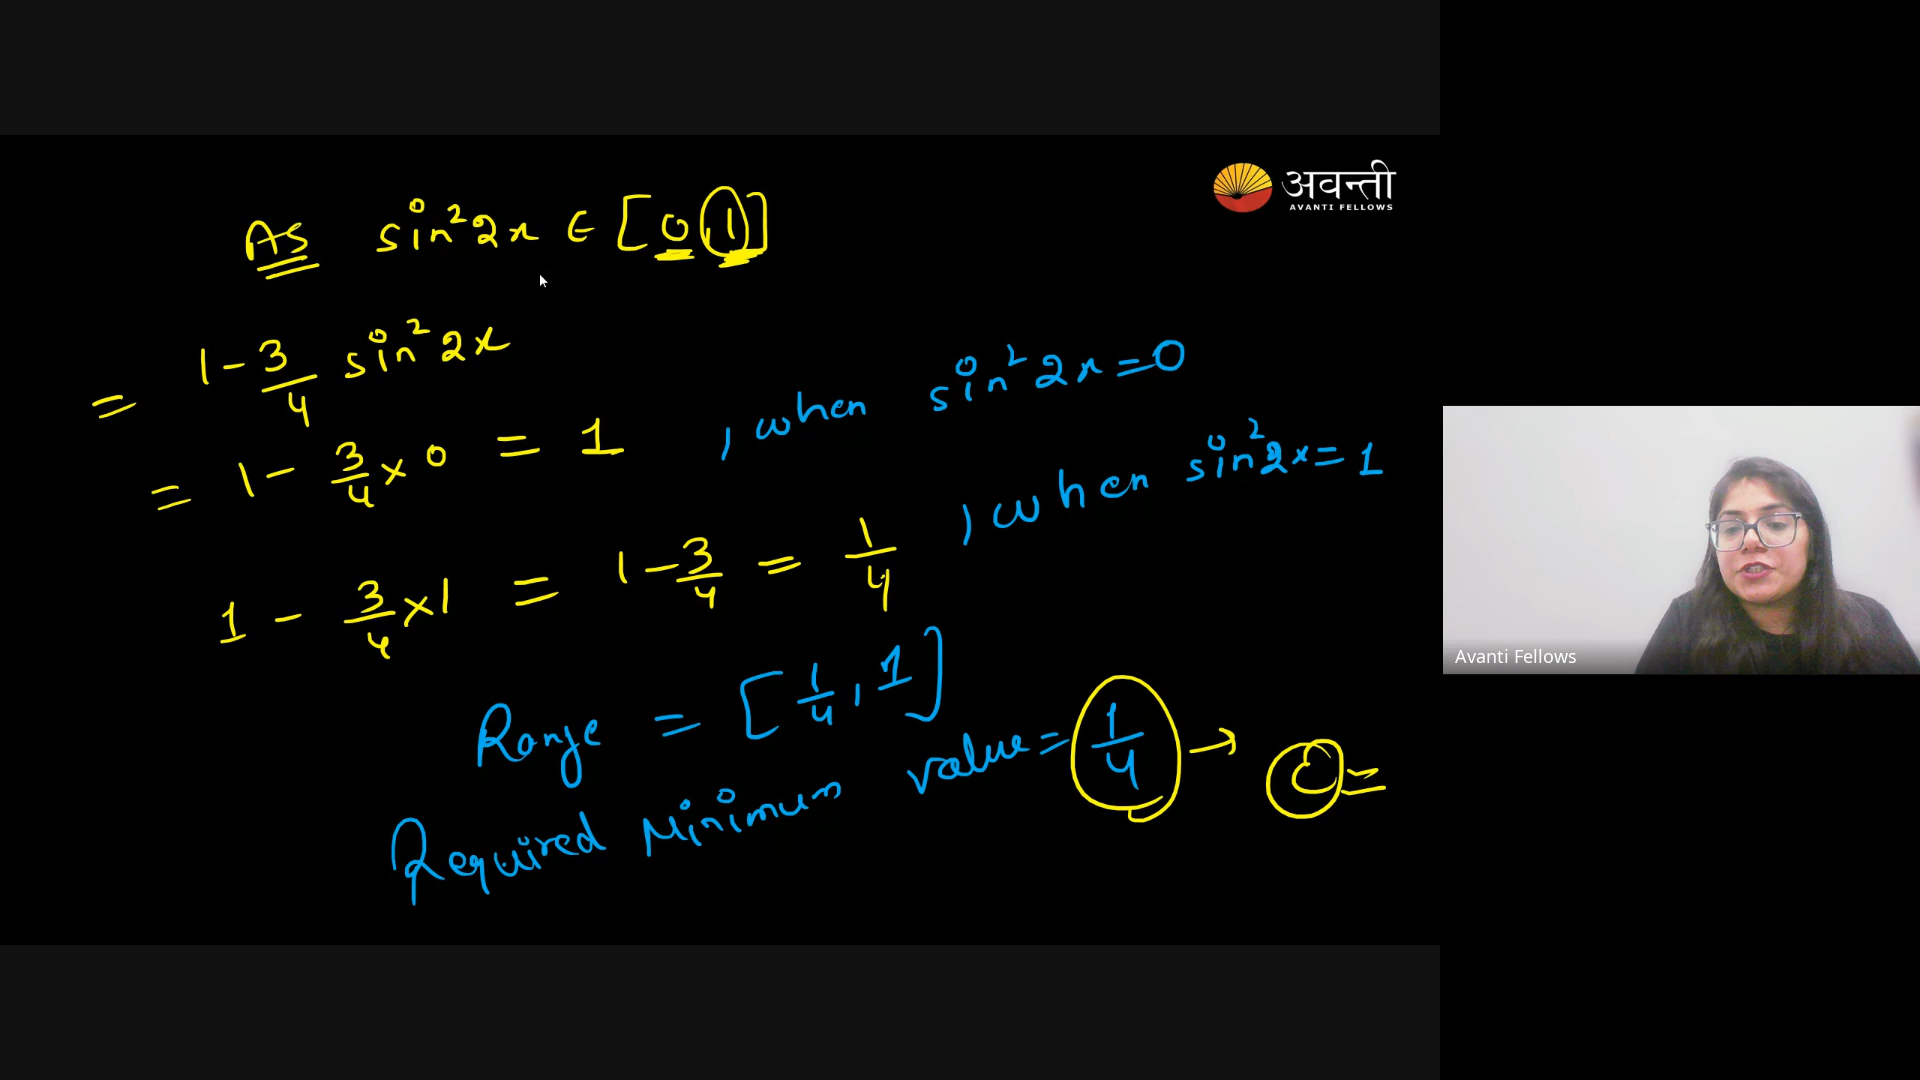 अवन्ती
AVANTI FELLOWS
As sin²2x ∈ [0,1]
= 1-3/4 sin²2x
= 1- 3/4 x 0 = 1 , when sin²2x=0
1 - 3/4 x1 = 1-3/4 = 1/4 , when sin²2x=1
Range = [1/4, 1]
Required Minimum value= 1/4 →
Avanti Fellows